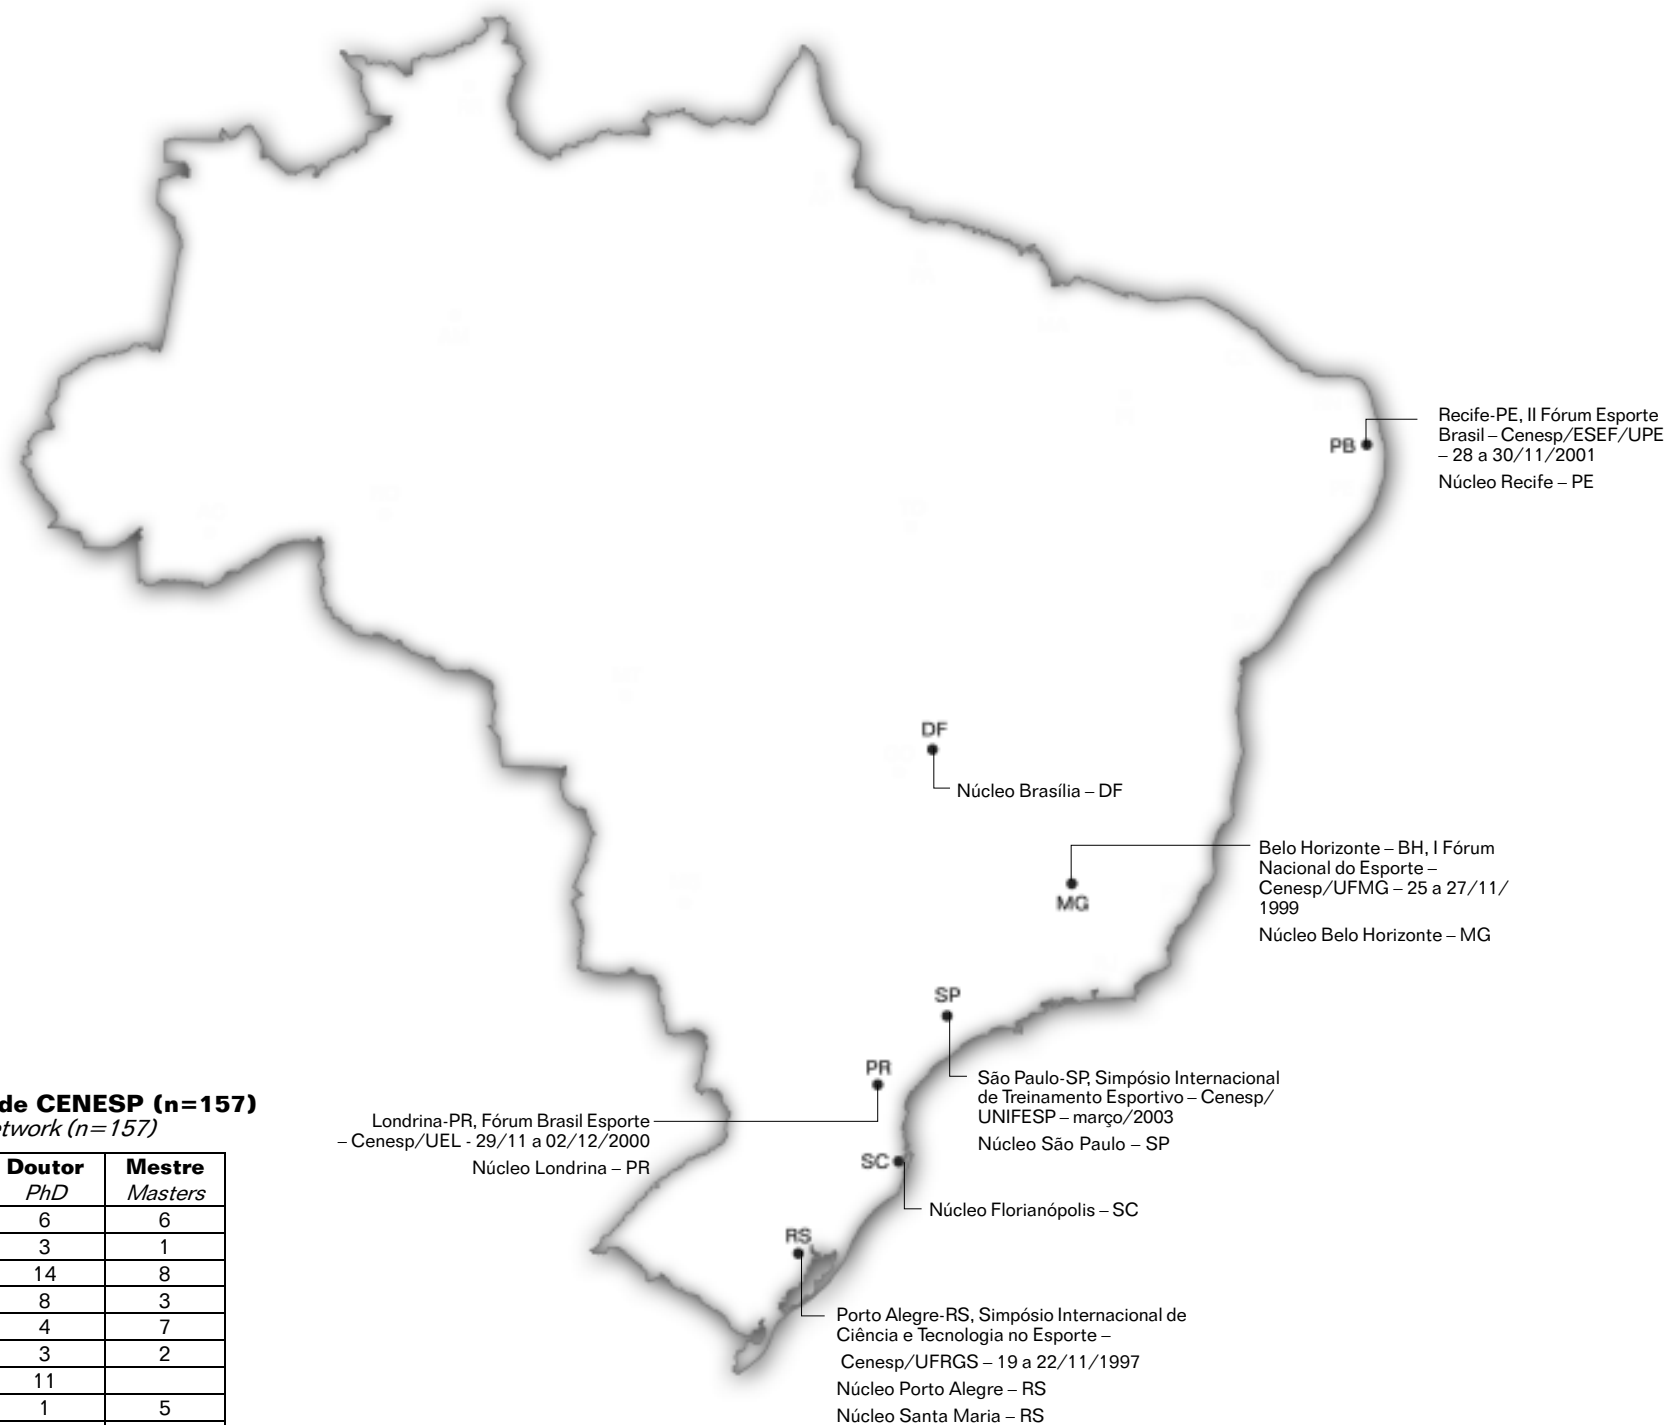 Recife-PE, II Fórum Esporte
Brasil – Cenesp/ESEF/UPE
– 28 a 30/11/2001
Núcleo Recife – PE
PB
DF
Núcleo Brasília – DF
Belo Horizonte – BH, I Fórum
Nacional do Esporte –
Cenesp/UFMG – 25 a 27/11/
1999
Núcleo Belo Horizonte – MG
MG
SP
São Paulo-SP, Simpósio Internacional
de Treinamento Esportivo – Cenesp/
UNIFESP – março/2003
Núcleo São Paulo – SP
PR
Londrina-PR, Fórum Brasil Esporte
– Cenesp/UEL - 29/11 a 02/12/2000
Núcleo Londrina – PR
SC
Núcleo Florianópolis – SC
RS
Porto Alegre-RS, Simpósio Internacional de
Ciência e Tecnologia no Esporte –
Cenesp/UFRGS – 19 a 22/11/1997
Núcleo Porto Alegre – RS
Núcleo Santa Maria – RS
de CENESP (n=157)
etwork (n=157)
Doutor Mestre
PhD Masters
6 6
3 1
14 8
8 3
4 7
3 2
11
1 5